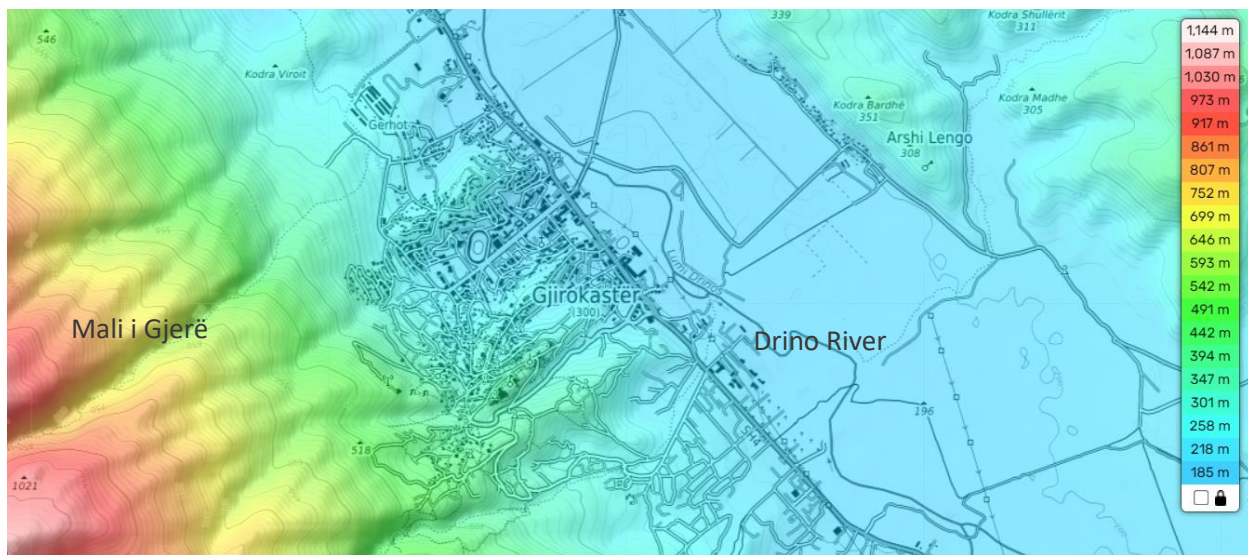 546
Kodra Viroit
Gerhot
339
Kodra Shullërit
311
Kodra Bardhë
351
Kodra Madhe
305
Arshi Lengo
308
Gjirokastër
(300)
Mali i Gjerë
Drino River
518
1021
196
SH4
1,144 m
1,087 m
1,030 m
973 m
917 m
861 m
807 m
752 m
699 m
646 m
593 m
542 m
491 m
442 m
394 m
347 m
301 m
258 m
218 m
185 m